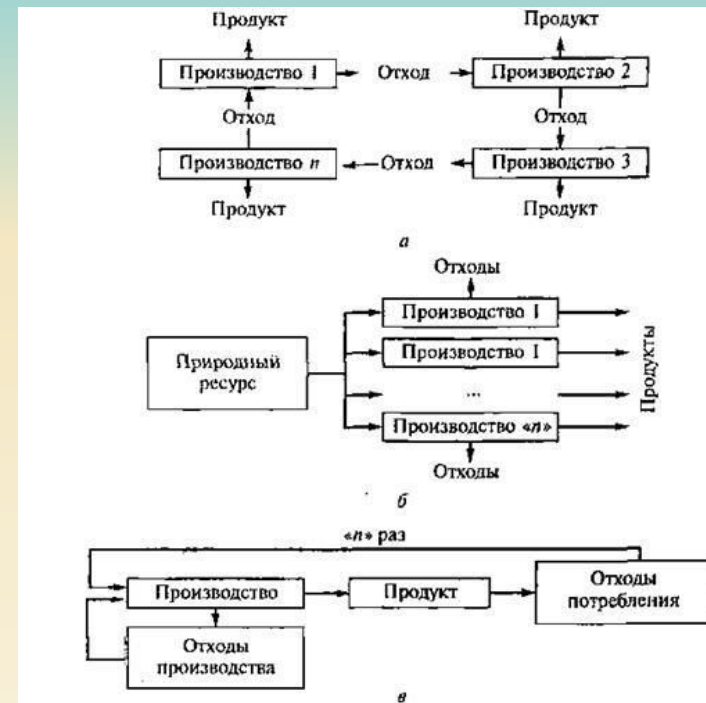 Продукт Продукт
Производство 1 Отход Производство 2
Отход Отход
Производство n Отход Производство 3
Продукт Продукт
а
Отходы
Производство 1
Природный ресурс
Производство 1
...
Производство «n»
Продукты
Отходы
б
«n» раз
Производство Продукт Отходы
потребления
Отходы
производства
в